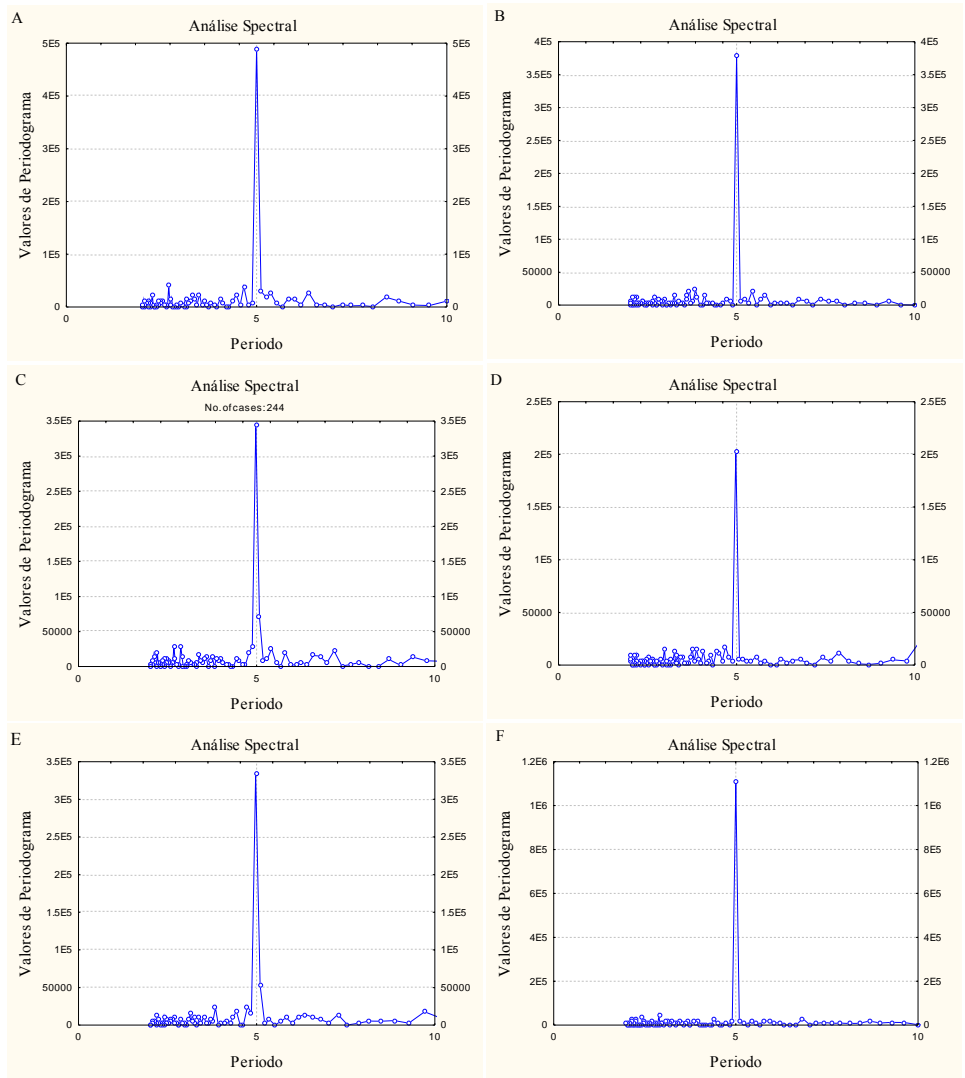 A
Análise Spectral
Valores de Periodograma
5E5 5E5
4E5 4E5
3E5 3E5
2E5 2E5
1E5 1E5
0 0
0 5 10
Periodo
B
Análise Spectral
Valores de Periodograma
4E5 4E5
3.5E5 3.5E5
3E5 3E5
2.5E5 2.5E5
2E5 2E5
1.5E5 1.5E5
1E5 1E5
50000 50000
0 0
0 5 10
Periodo
C
Análise Spectral
No.ofcases:244
Valores de Periodograma
3.5E5 3.5E5
3E5 3E5
2.5E5 2.5E5
2E5 2E5
1.5E5 1.5E5
1E5 1E5
50000 50000
0 0
0 5 10
Periodo
D
Análise Spectral
Valores de Periodograma
2.5E5 2.5E5
2E5 2E5
1.5E5 1.5E5
1E5 1E5
50000 50000
0 0
0 5 10
Periodo
E
Análise Spectral
Valores de Periodograma
3.5E5 3.5E5
3E5 3E5
2.5E5 2.5E5
2E5 2E5
1.5E5 1.5E5
1E5 1E5
50000 50000
0 0
0 5 10
Periodo
F
Análise Spectral
Valores de Periodograma
1.2E6 1.2E6
1E6 1E6
8E5 8E5
6E5 6E5
4E5 4E5
2E5 2E5
0 0
0 5 10
Periodo